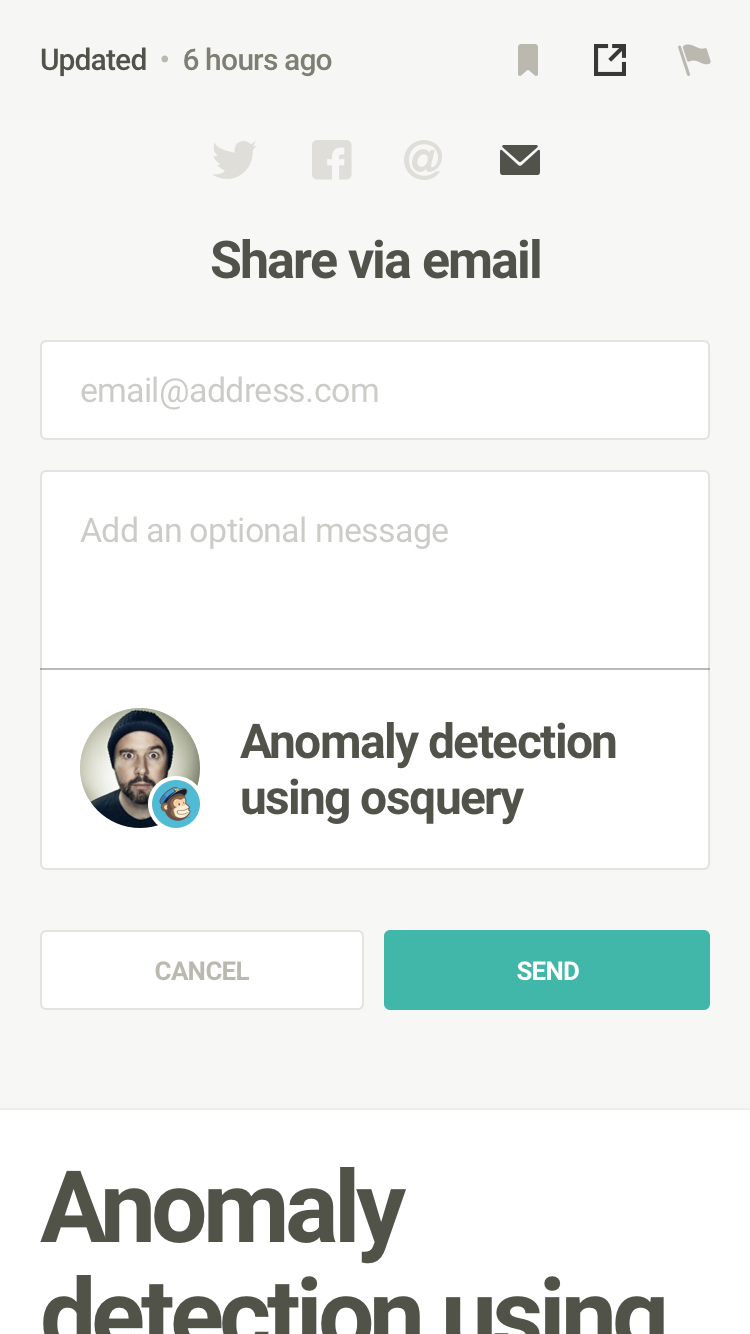 Updated • 6 hours ago
Share via email
email@address.com
Add an optional message
Anomaly detection
using osquery
CANCEL
SEND
Anomaly
detection using